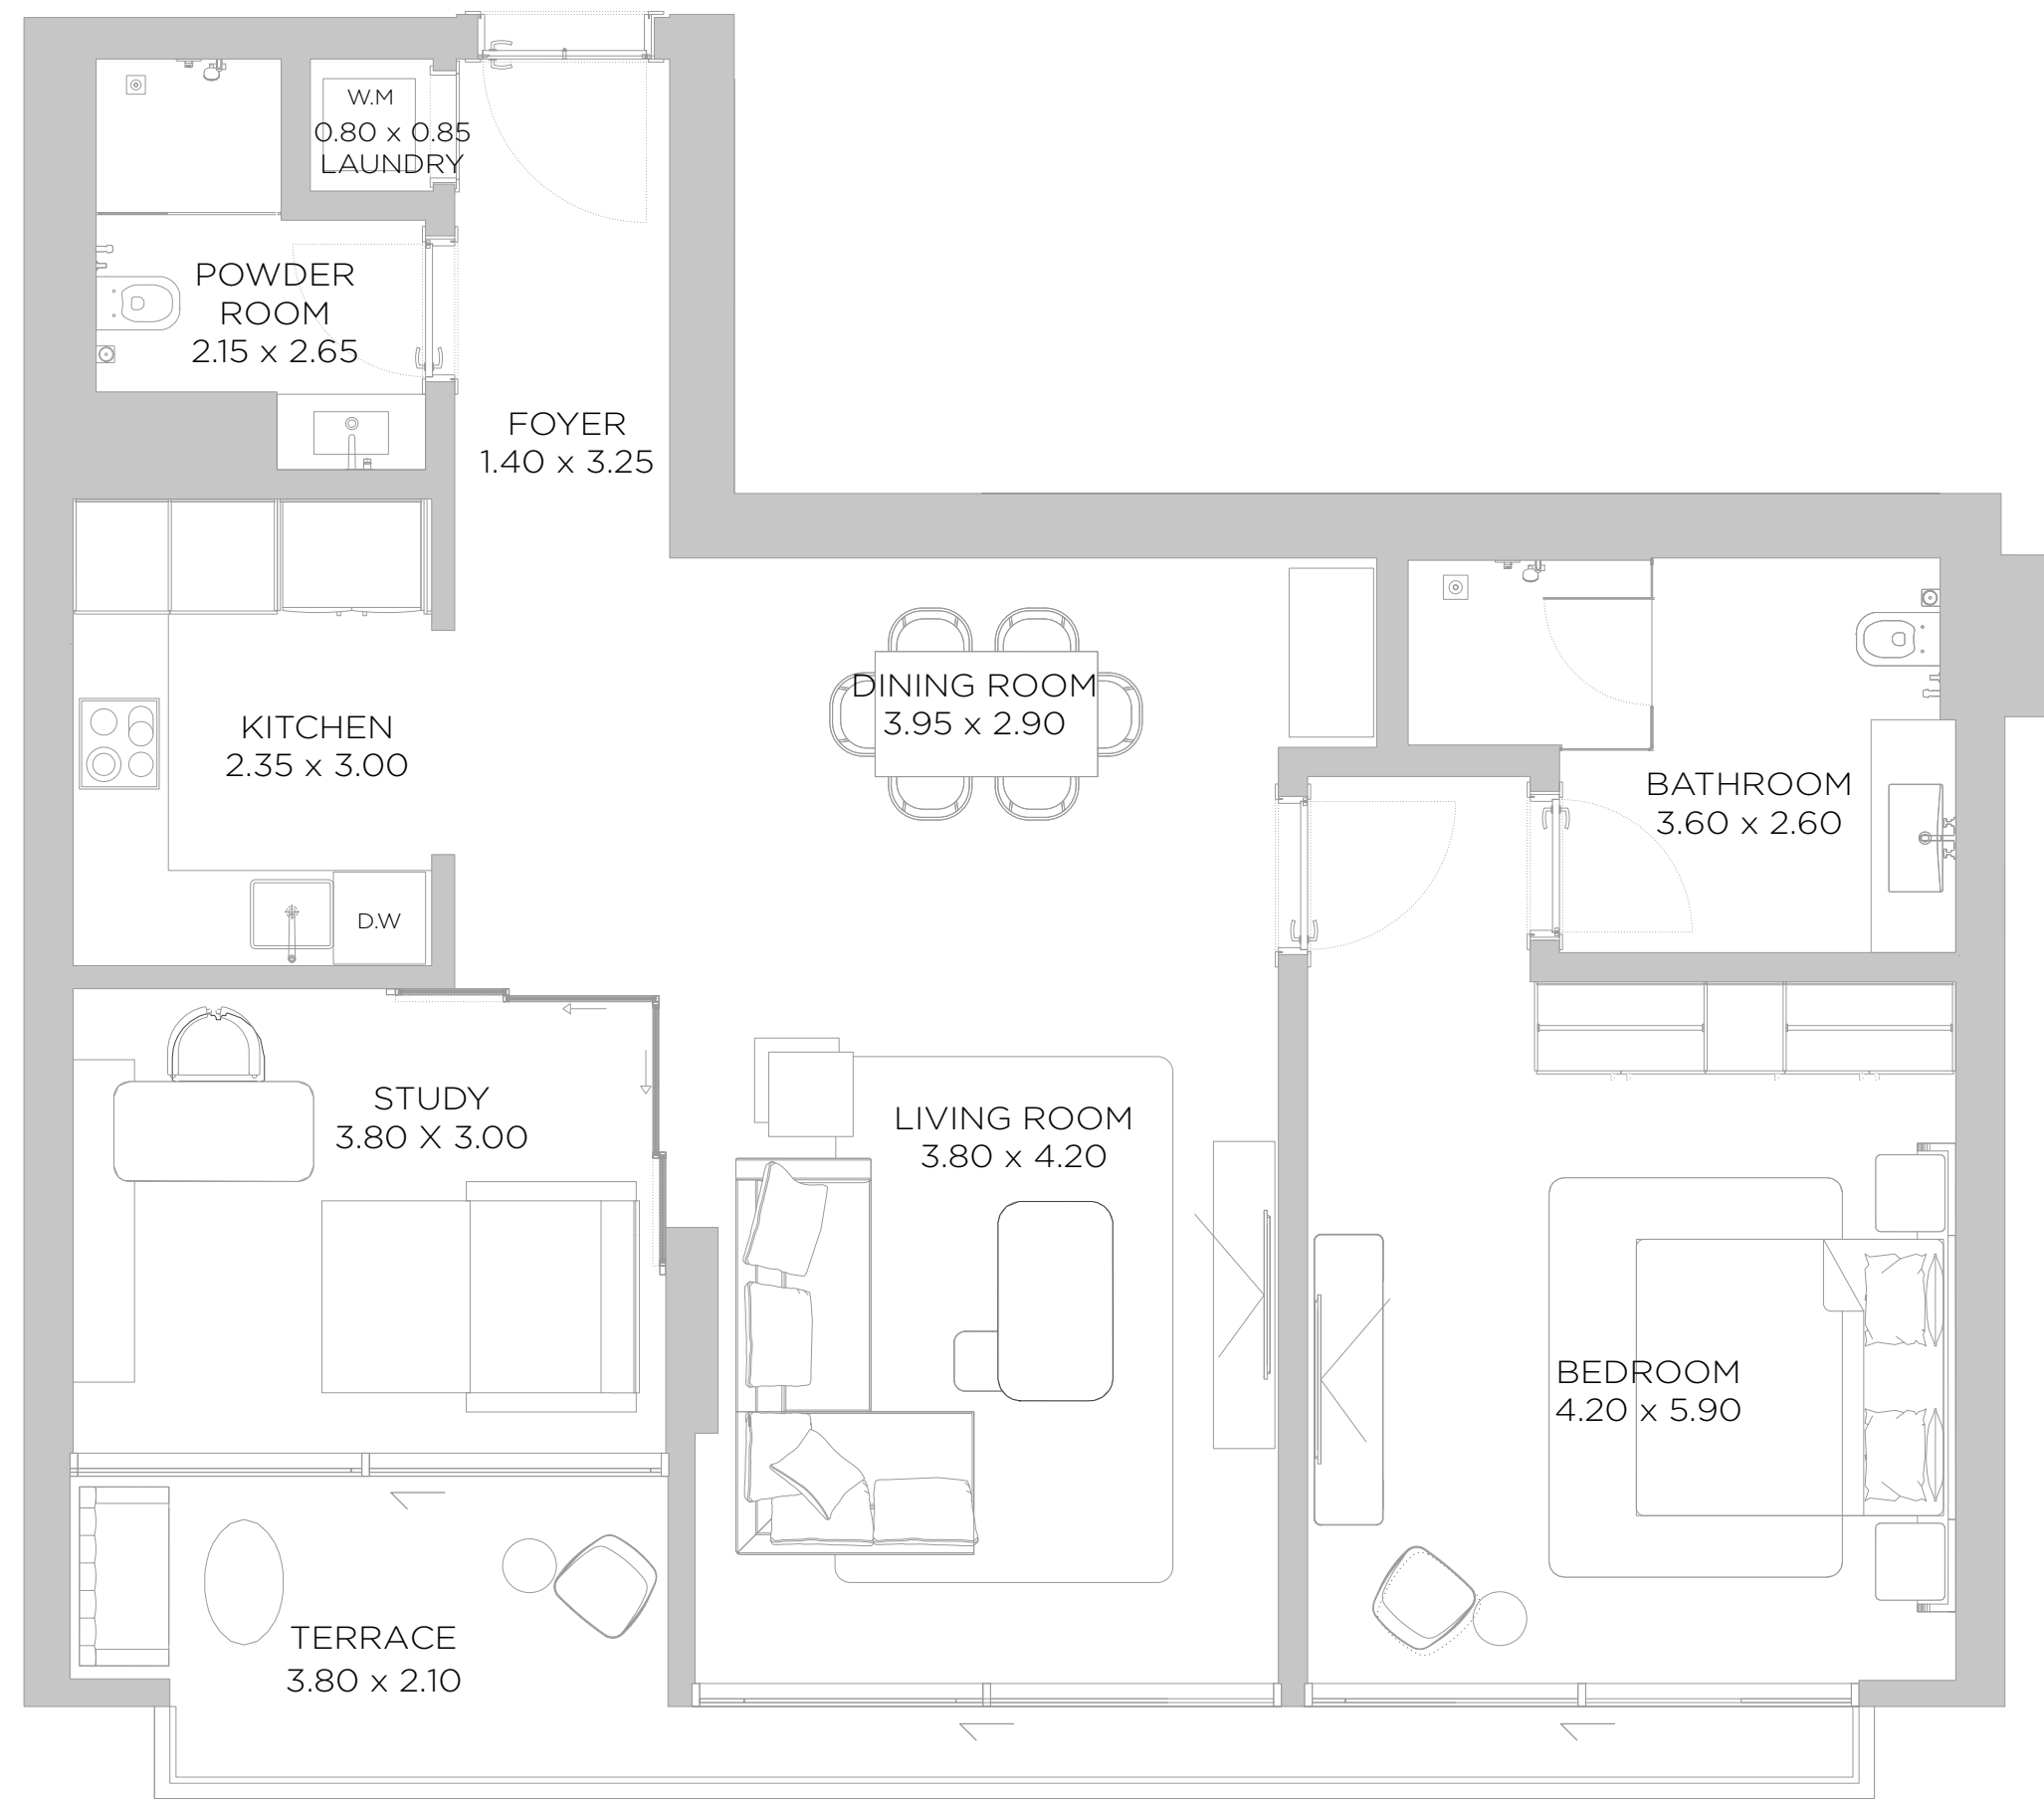 W.M
0.80 x 0.85
LAUNDRY
POWDER
ROOM
2.15 x 2.65
FOYER
1.40 x 3.25
KITCHEN
2.35 x 3.00
DINING ROOM
3.95 x 2.90
BATHROOM
3.60 x 2.60
D.W
STUDY
3.80 X 3.00
LIVING ROOM
3.80 x 4.20
BEDROOM
4.20 x 5.90
TERRACE
3.80 x 2.10